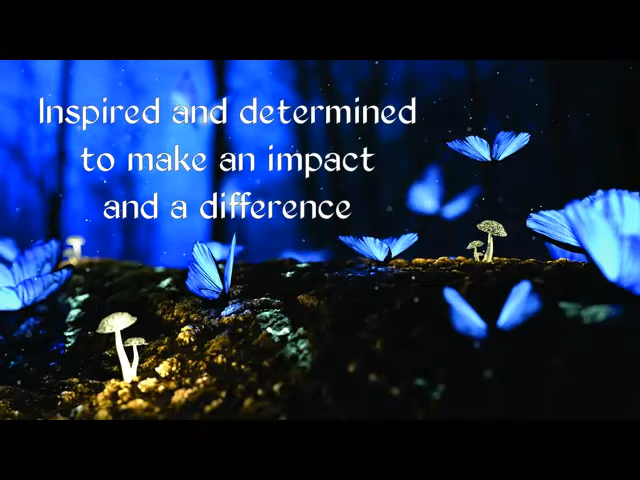 Inspired and determined
to make an impact
and a difference